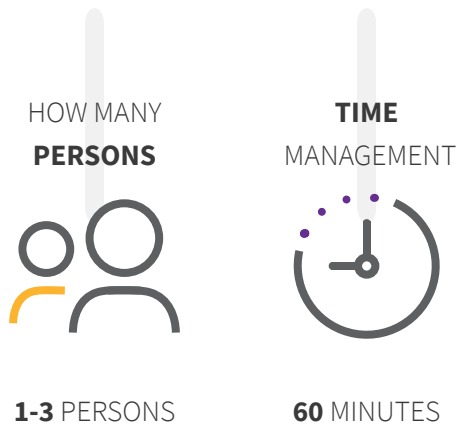 HOW MANY
PERSONS
1-3 PERSONS
TIME
MANAGEMENT
60 MINUTES